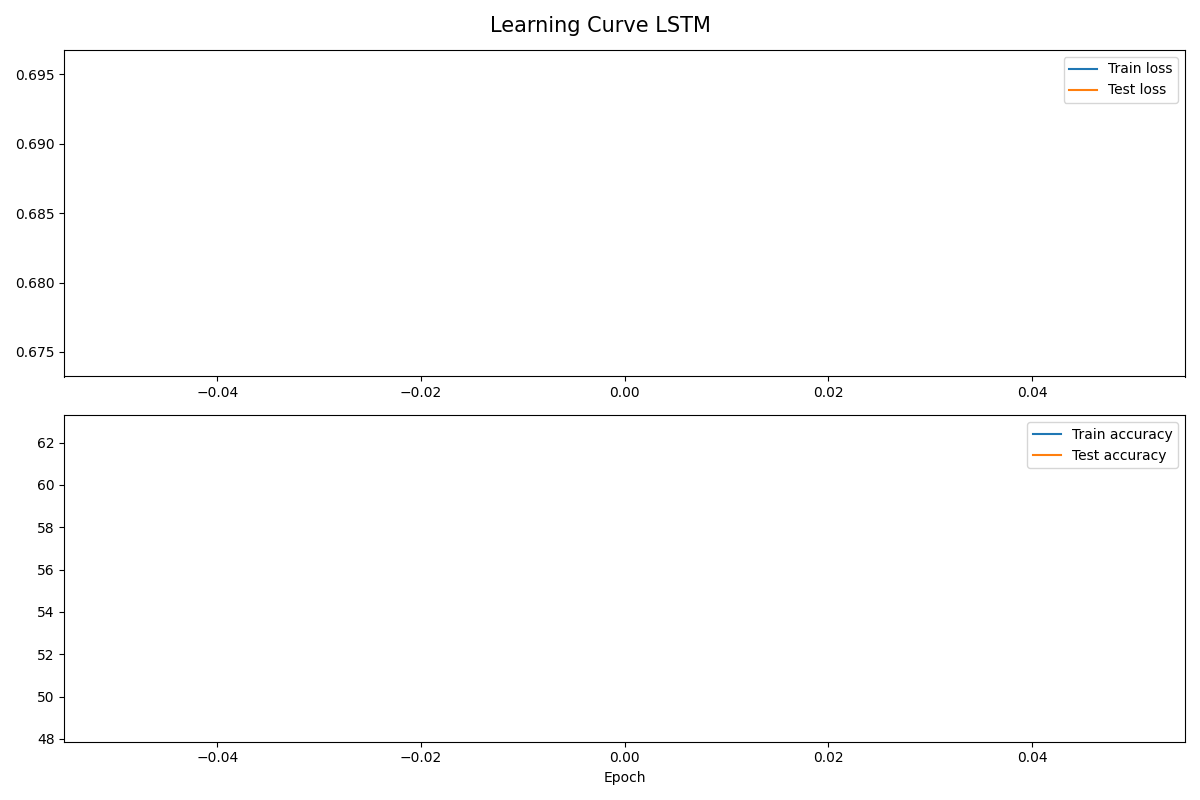 Learning Curve LSTM
0.695
0.690
0.685
0.680
0.675
Train loss
Test loss
−0.04 −0.02 0.00 0.02 0.04
62
60
58
56
54
52
50
48
Train accuracy
Test accuracy
−0.04 −0.02 0.00 0.02 0.04
Epoch